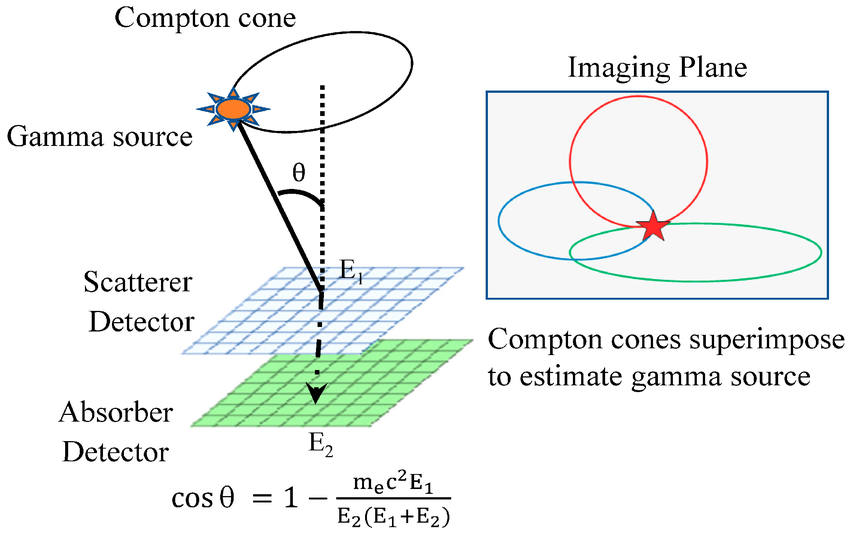 Compton cone
Gamma source
θ
E₁
Scatterer
Detector
Absorber
Detector
E₂
cos θ = 1 − mₑc²E₁ / E₂(E₁+E₂)
Imaging Plane
Compton cones superimpose
to estimate gamma source